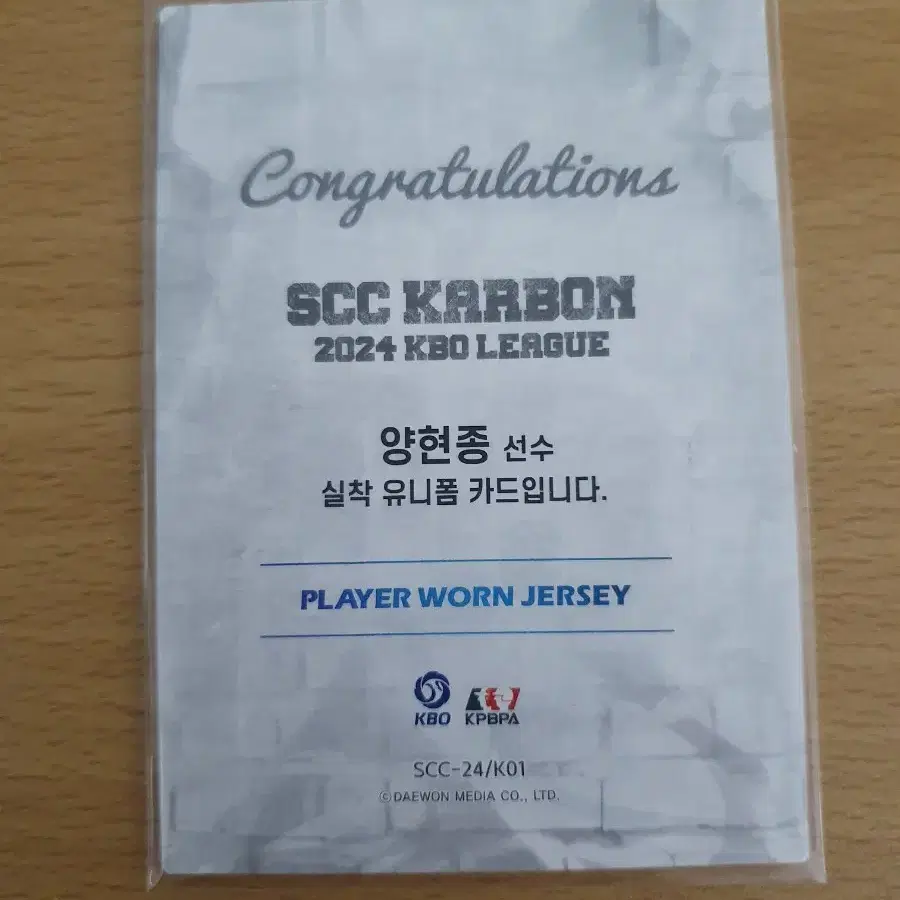 Congratulations
SCC KARBON
2024 KBO LEAGUE
양현종 선수
실착 유니폼 카드입니다.
PLAYER WORN JERSEY
KBO KPBPA
SCC-24/K01
ⓒDAEWON MEDIA CO., LTD.